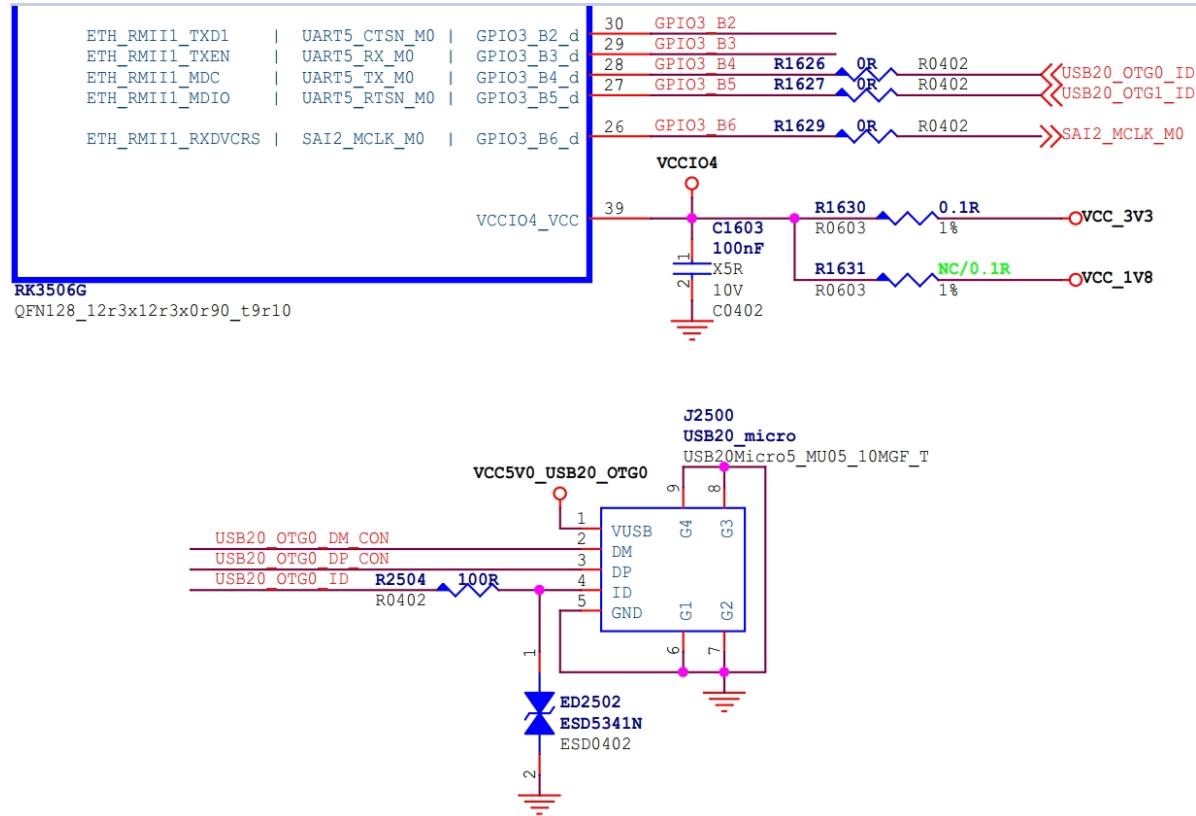 ETH_RMII1_TXD1 | UART5_CTSN_M0 | GPIO3_B2_d 30 GPIO3_B2
ETH_RMII1_TXEN | UART5_RX_M0 | GPIO3_B3_d 29 GPIO3_B3
ETH_RMII1_MDC | UART5_TX_M0 | GPIO3_B4_d 28 GPIO3_B4 R1626 0R R0402 USB20_OTG0_ID
ETH_RMII1_MDIO | UART5_RTSN_M0 | GPIO3_B5_d 27 GPIO3_B5 R1627 0R R0402 USB20_OTG1_ID
ETH_RMII1_RXDVCRS | SAI2_MCLK_M0 | GPIO3_B6_d 26 GPIO3_B6 R1629 0R R0402 SAI2_MCLK_M0
VCCIO4
VCCIO4_VCC 39 R1630 0.1R VCC_3V3
R0603 1%
C1603
100nF
1 X5R
2 10V
C0402
R1631 NC/0.1R VCC_1V8
R0603 1%
RK3506G
QFN128_12r3x12r3x0r90_t9r10
J2500
USB20_micro
USB20Micro5_MU05_10MGF_T
VCC5V0_USB20_OTG0
9 8
G4 G3
1 VUSB
USB20_OTG0_DM_CON 2 DM
USB20_OTG0_DP_CON 3 DP
USB20_OTG0_ID R2504 100R 4 ID
R0402
5 GND
G1 G2
6 7
1
ED2502
ESD5341N
ESD0402
2